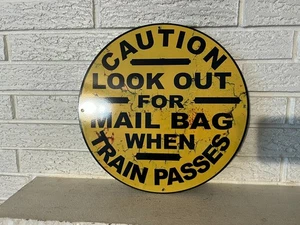 CAUTION
LOOK OUT
FOR
MAIL BAG
WHEN
TRAIN PASSES